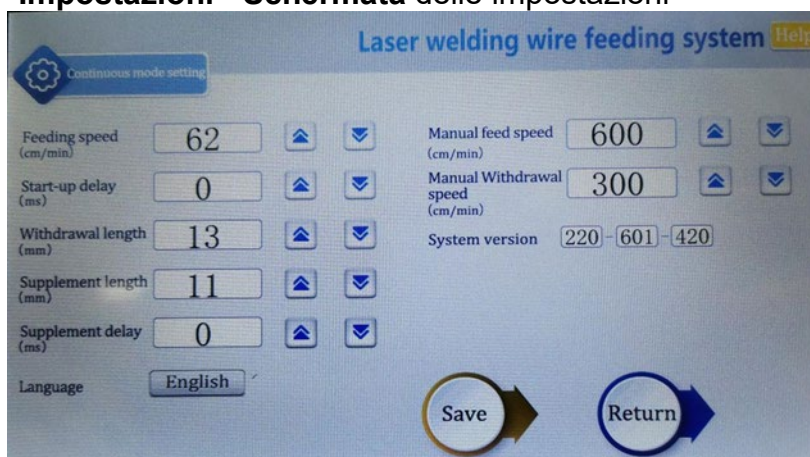 Impostazioni - Schermata delle impostazioni
Laser welding wire feeding system Help
Continuous mode setting
Feeding speed 62
(cm/min)
Start-up delay 0
(ms)
Withdrawal length 13
(mm)
Supplement length 11
(mm)
Supplement delay 0
(ms)
Language English
Manual feed speed 600
(cm/min)
Manual Withdrawal 300
speed
(cm/min)
System version 220-601-420
Save
Return